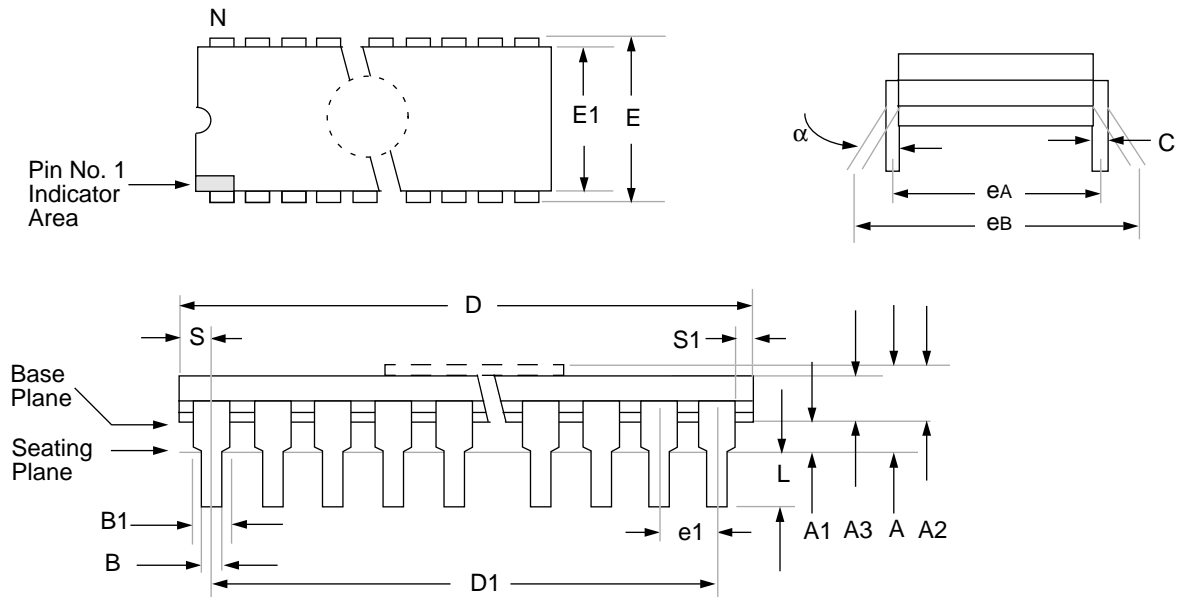 N
E1
E
Pin No. 1
Indicator
Area
α
C
eA
eB
D
S
S1
Base
Plane
Seating
Plane
L
B1
B
e1
A1
A3
A
A2
D1